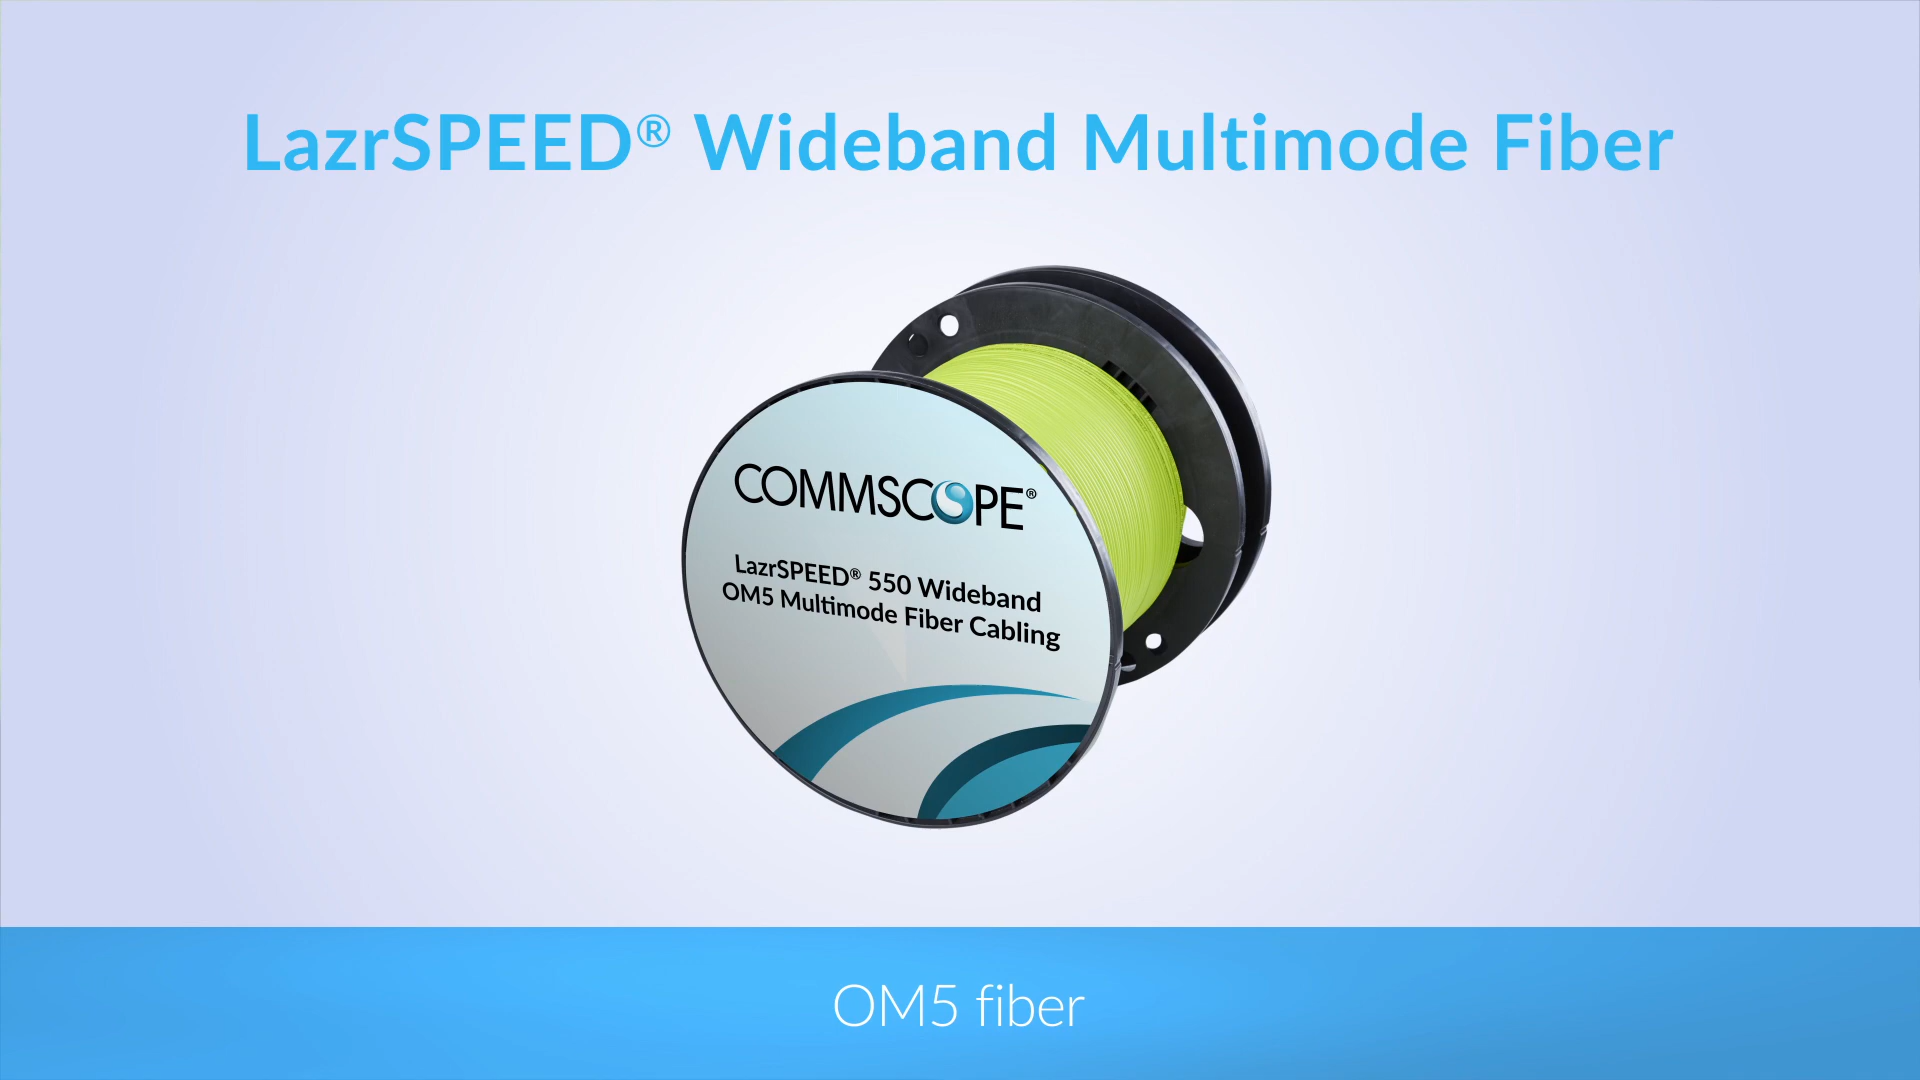 LazrSPEED® Wideband Multimode Fiber
COMMSCOPE®
LazrSPEED® 550 Wideband
OM5 Multimode Fiber Cabling
OM5 fiber